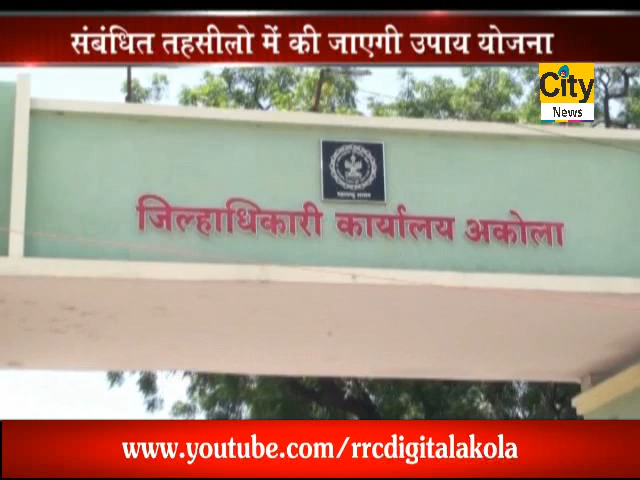 संबंधित तहसीलो में की जाएगी उपाय योजना
City
News
जिल्हाधिकारी कार्यालय अकोला
www.youtube.com/rrcdigitalakola